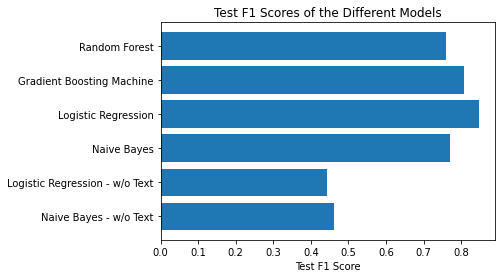 Test F1 Scores of the Different Models
Random Forest
Gradient Boosting Machine
Logistic Regression
Naive Bayes
Logistic Regression - w/o Text
Naive Bayes - w/o Text
0.0 0.1 0.2 0.3 0.4 0.5 0.6 0.7 0.8
Test F1 Score